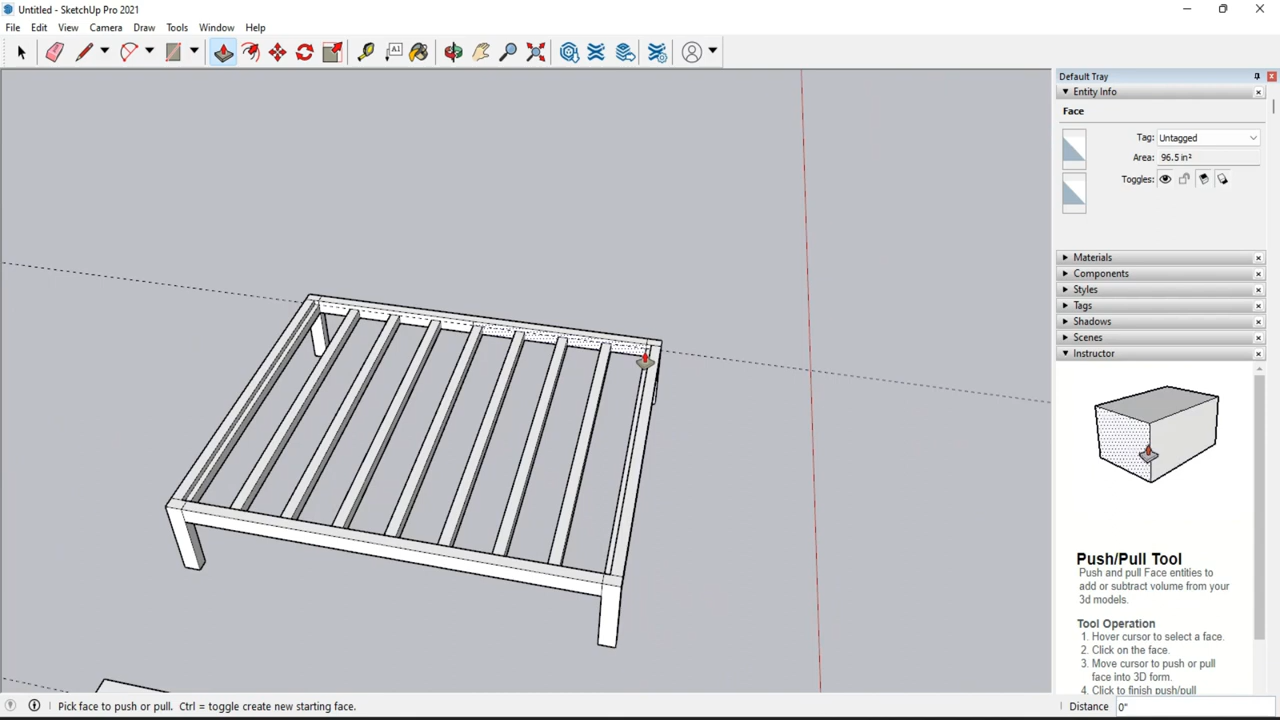 Untitled - SketchUp Pro 2021
File Edit View Camera Draw Tools Window Help
A1
Default Tray
Entity Info
Face
Tag: Untagged
Area: 96.5 in²
Toggles:
Materials
Components
Styles
Tags
Shadows
Scenes
Instructor
Push/Pull Tool
Push and pull Face entities to
add or subtract volume from your
3d models.
Tool Operation
1. Hover cursor to select a face.
2. Click on the face.
3. Move cursor to push or pull
face into 3D form.
4. Click to finish push/pull
Pick face to push or pull. Ctrl = toggle create new starting face.
Distance 0"